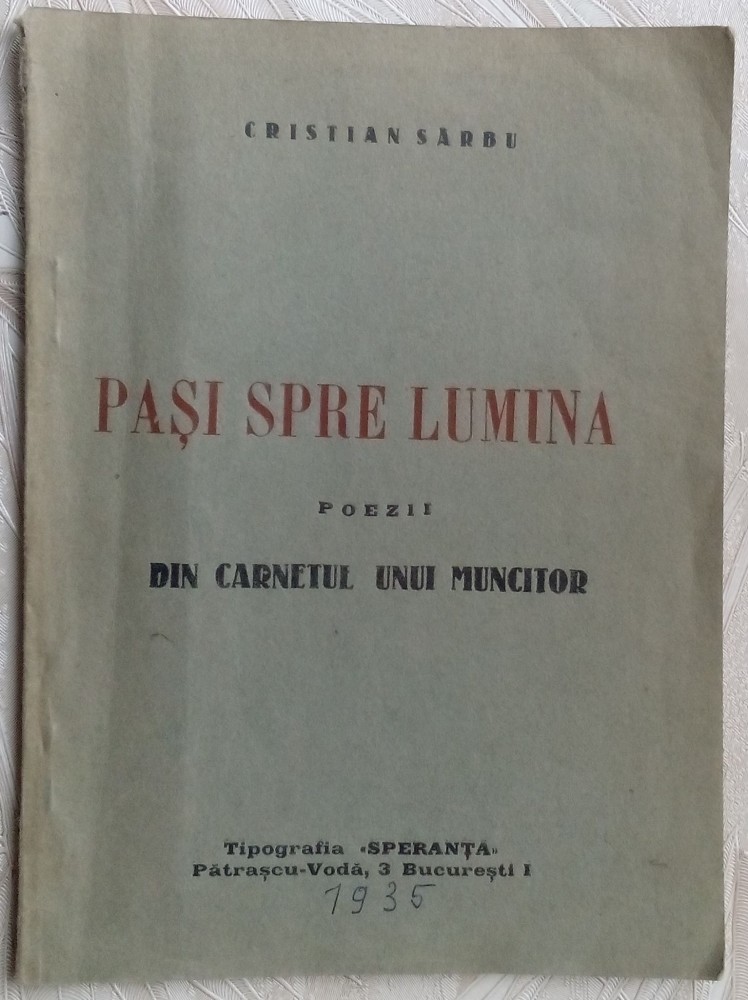 CRISTIAN SÂRBU
PAȘI SPRE LUMINA
POEZII
DIN CARNETUL UNUI MUNCITOR
Tipografia «SPERANȚA»
Pătrașcu-Vodă, 3 București I
1935